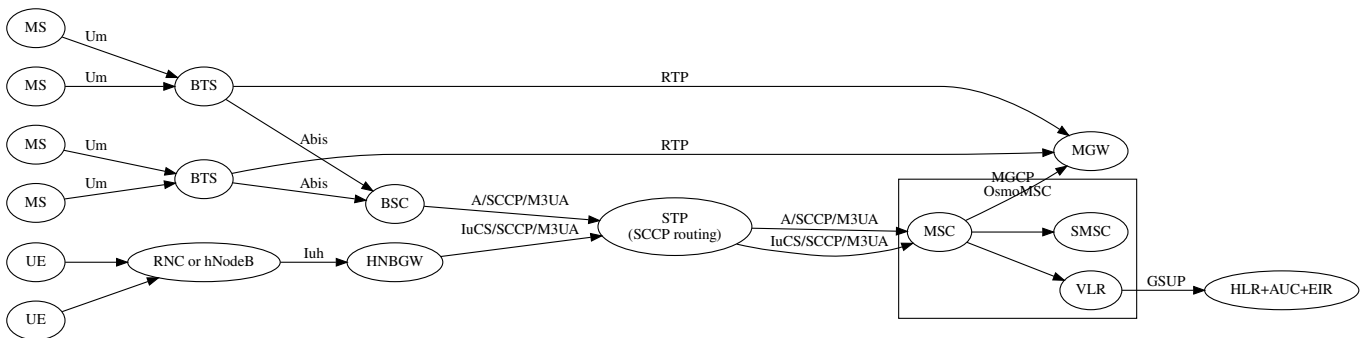 MS
Um
MS
Um
BTS
RTP
MS
Um
Abis
RTP
MGW
MS
Um
BTS
Abis
MGCP
OsmoMSC
BSC
A/SCCP/M3UA
STP
(SCCP routing)
A/SCCP/M3UA
MSC
SMSC
IuCS/SCCP/M3UA
IuCS/SCCP/M3UA
UE
RNC or hNodeB
Iuh
HNBGW
VLR
GSUP
HLR+AUC+EIR
UE